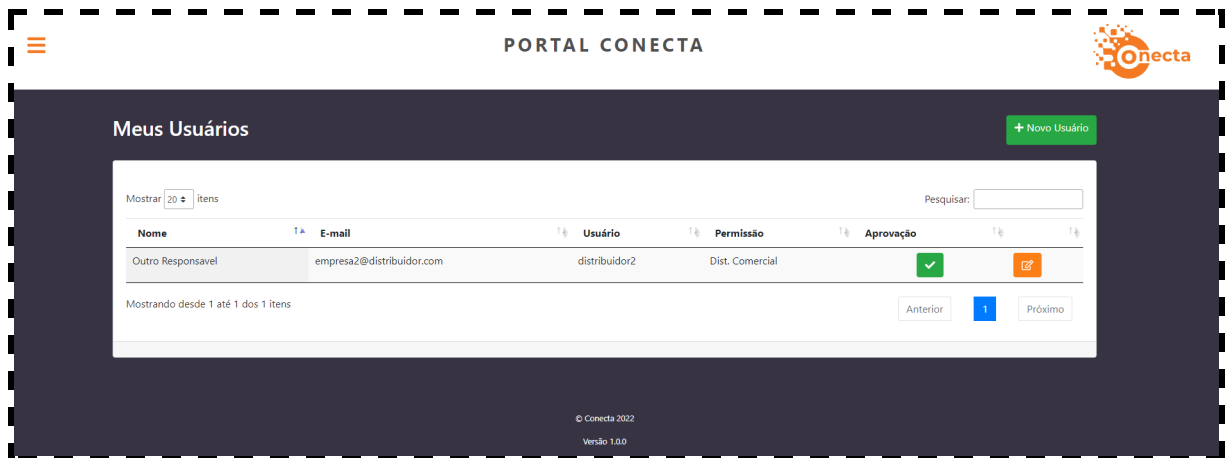 PORTAL CONECTA
Conecta
Meus Usuários
Novo Usuário
Mostrar 20 itens
Pesquisar:
Nome E-mail Usuário Permissão Aprovação
Outro Responsavel empresa2@distribuidor.com distribuidor2 Dist. Comercial
Mostrando desde 1 até 1 dos 1 itens
Anterior 1 Próximo
© Conecta 2022
Versão 1.0.0